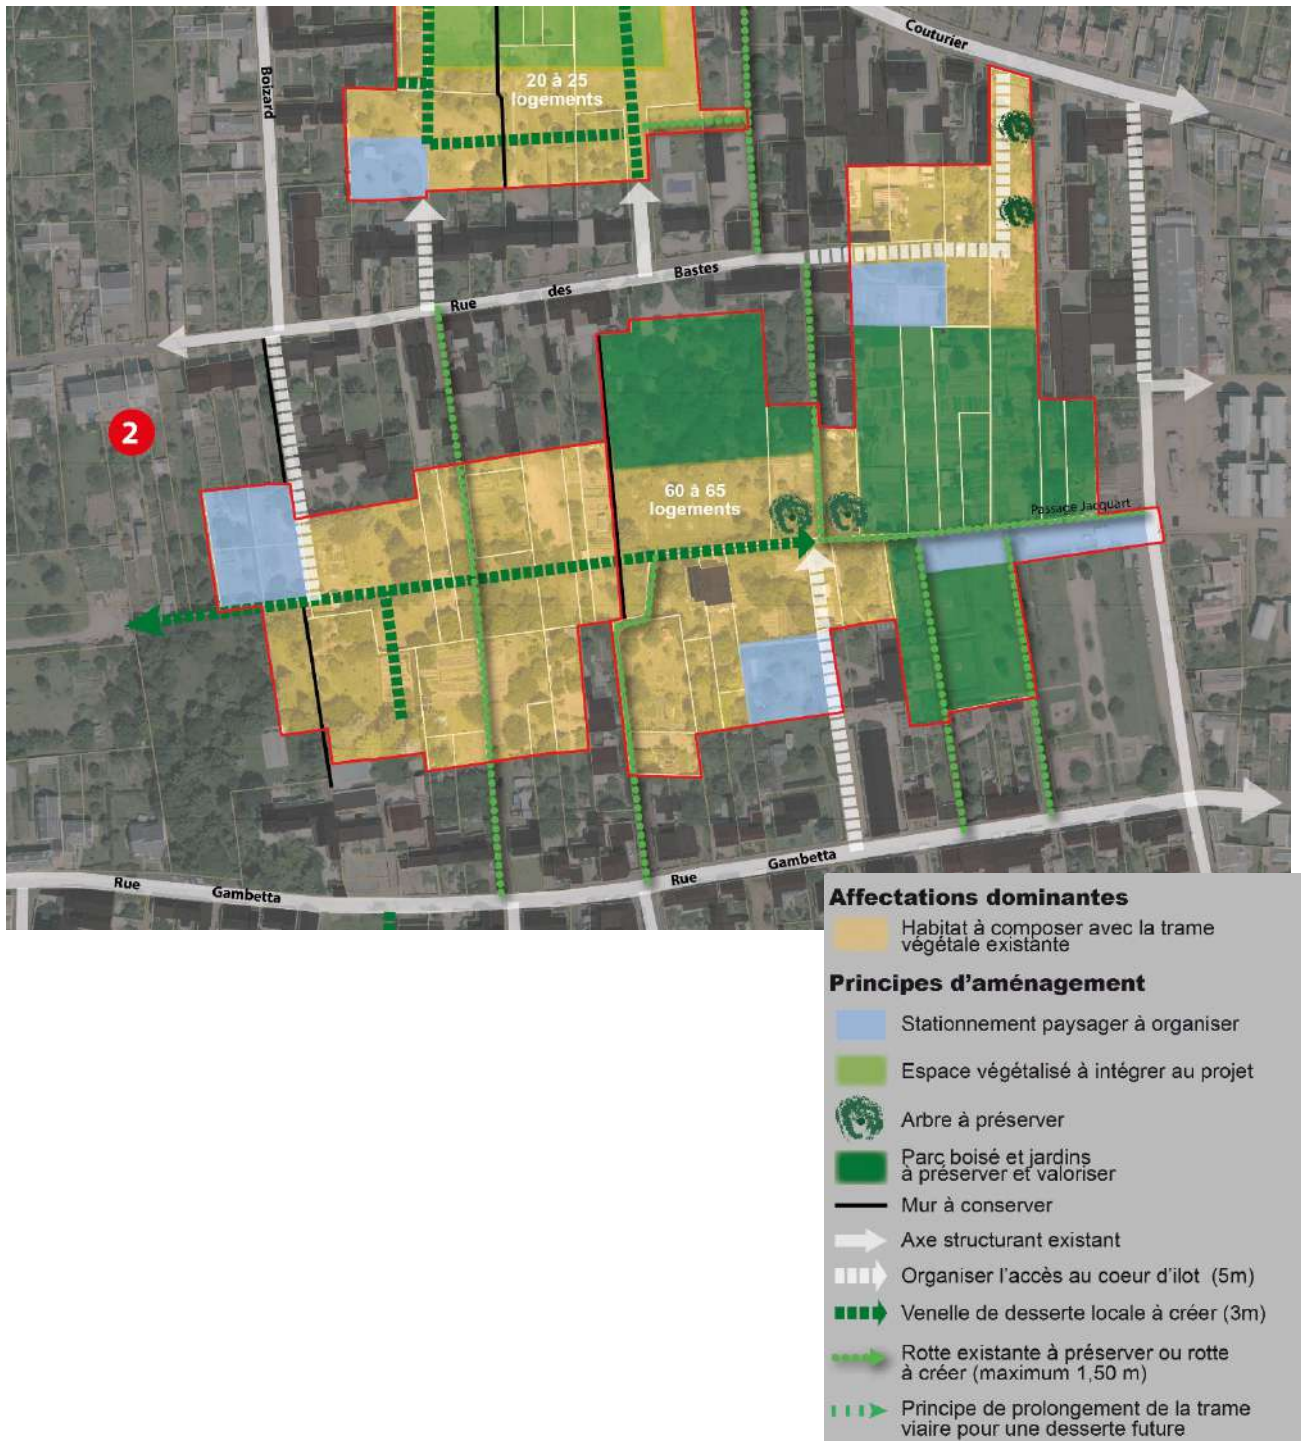 Couturier
Boizard
20 à 25
logements
Rue des Bastes
2
60 à 65
logements
Passage Jacquart
Rue Gambetta
Rue Gambetta
Affectations dominantes
Habitat à composer avec la trame
végétale existante
Principes d'aménagement
Stationnement paysager à organiser
Espace végétalisé à intégrer au projet
Arbre à préserver
Parc boisé et jardins
à préserver et valoriser
Mur à conserver
Axe structurant existant
Organiser l'accès au coeur d'ilot (5m)
Venelle de desserte locale à créer (3m)
Rotte existante à préserver ou rotte
à créer (maximum 1,50 m)
Principe de prolongement de la trame
viaire pour une desserte future